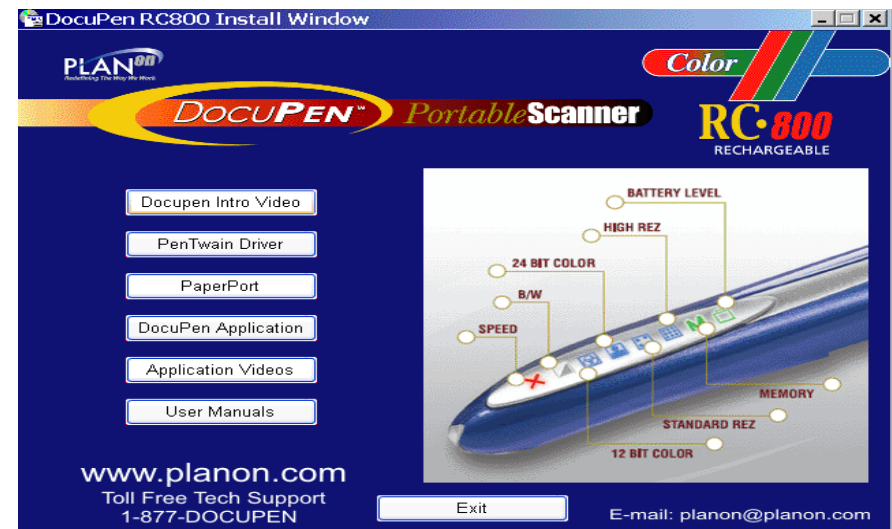 DocuPen RC800 Install Window
PLANon
Redefining The Way We Work
DOCUPEN™ PortableScanner
Color
RC·800
RECHARGEABLE
Docupen Intro Video
PenTwain Driver
PaperPort
DocuPen Application
Application Videos
User Manuals
BATTERY LEVEL
HIGH REZ
24 BIT COLOR
B/W
SPEED
MEMORY
STANDARD REZ
12 BIT COLOR
www.planon.com
Toll Free Tech Support
1-877-DOCUPEN
Exit
E-mail: planon@planon.com